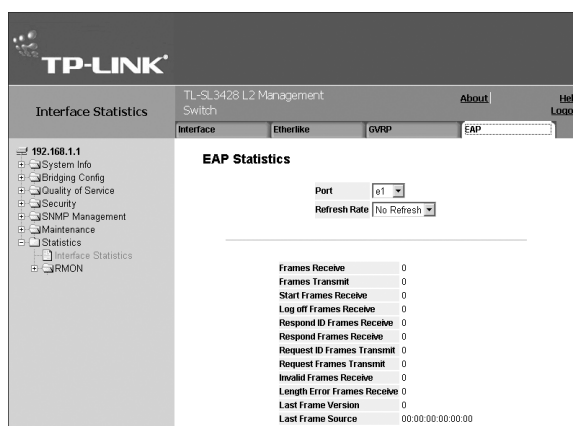 TP-LINK
Interface Statistics
TL-SL3428 L2 Management
Switch
About
Interface
Etherlike
GVRP
EAP
192.168.1.1
System Info
Bridging Config
Quality of Service
Security
SNMP Management
Maintenance
Statistics
Interface Statistics
RMON
EAP Statistics
Port e1
Refresh Rate No Refresh
Frames Receive 0
Frames Transmit 0
Start Frames Receive 0
Log off Frames Receive 0
Respond ID Frames Receive 0
Respond Frames Receive 0
Request ID Frames Transmit 0
Request Frames Transmit 0
Invalid Frames Receive 0
Length Error Frames Receive 0
Last Frame Version 0
Last Frame Source 00:00:00:00:00:00